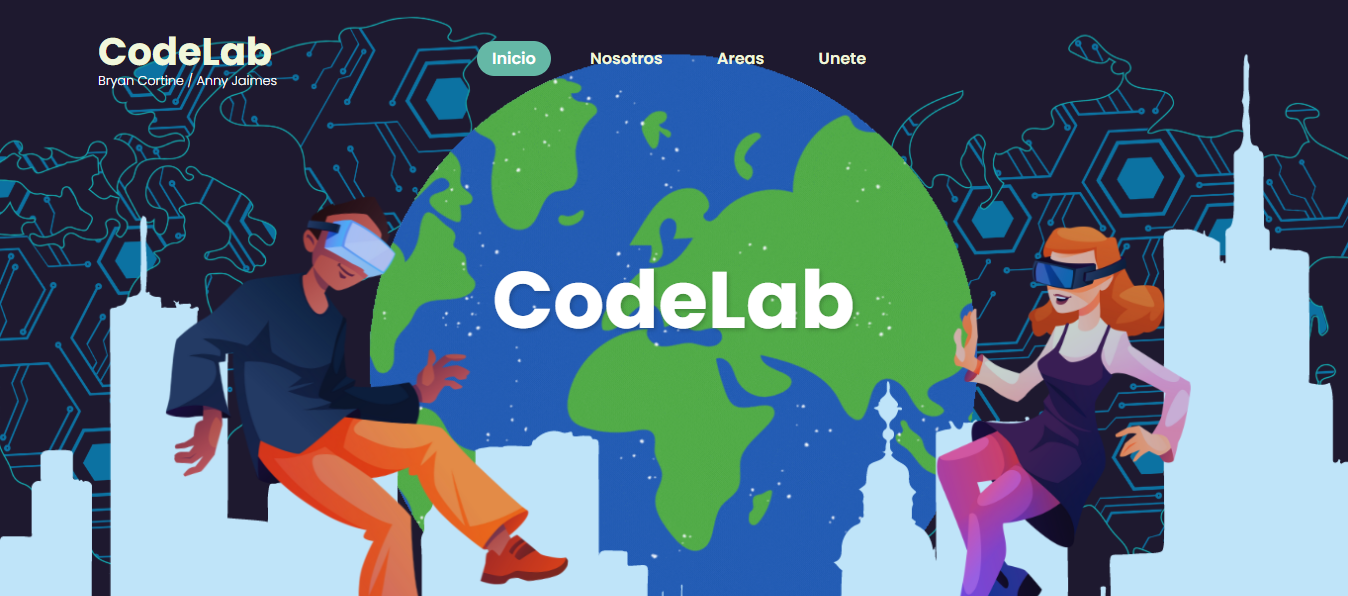 CodeLab
Bryan Cortine / Anny Jaimes
Inicio Nosotros Areas Unete
CodeLab